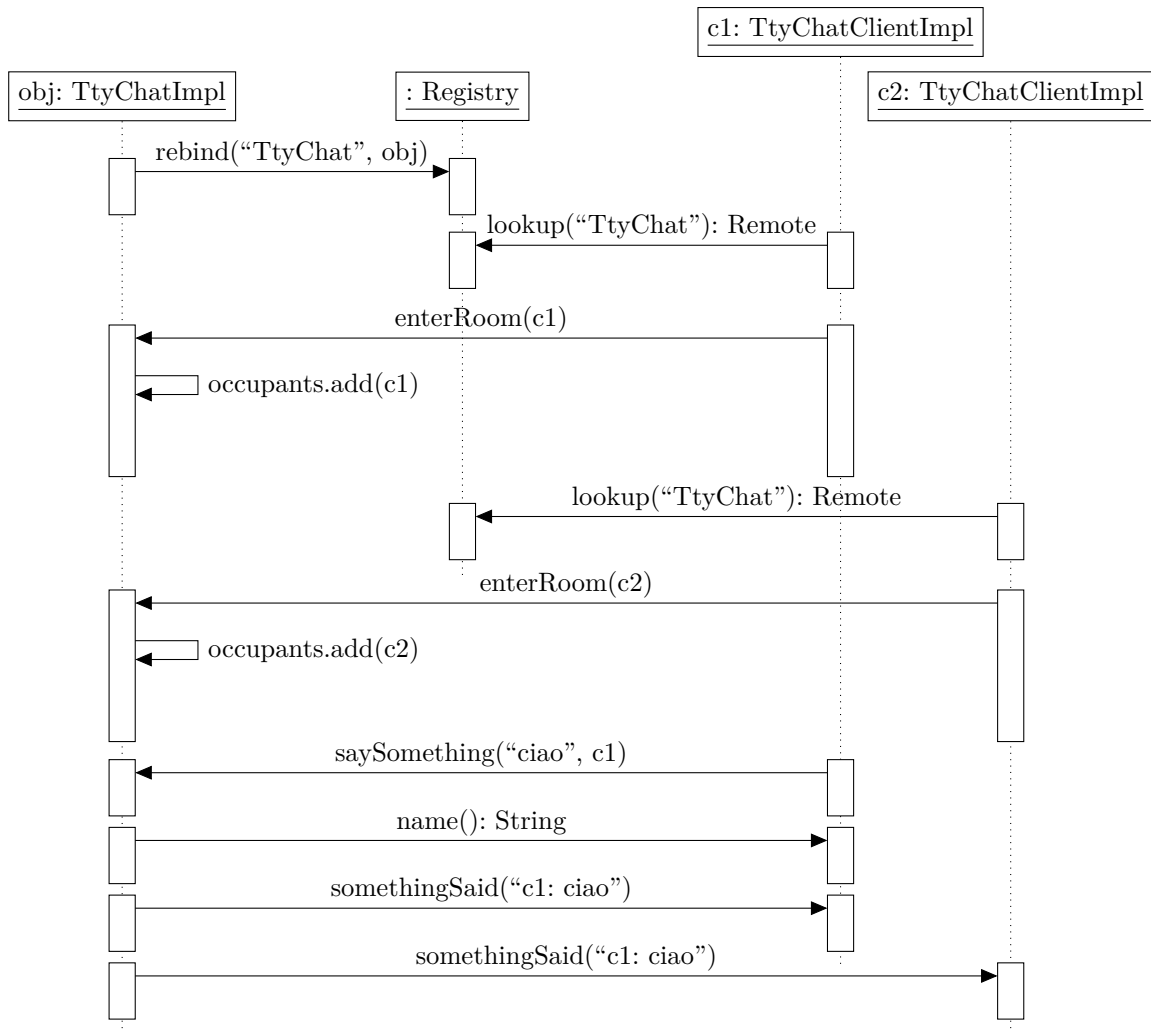 c1: TtyChatClientImpl
obj: TtyChatImpl
: Registry
c2: TtyChatClientImpl
rebind(“TtyChat”, obj)
lookup(“TtyChat”): Remote
enterRoom(c1)
occupants.add(c1)
lookup(“TtyChat”): Remote
enterRoom(c2)
occupants.add(c2)
saySomething(“ciao”, c1)
name(): String
somethingSaid(“c1: ciao”)
somethingSaid(“c1: ciao”)